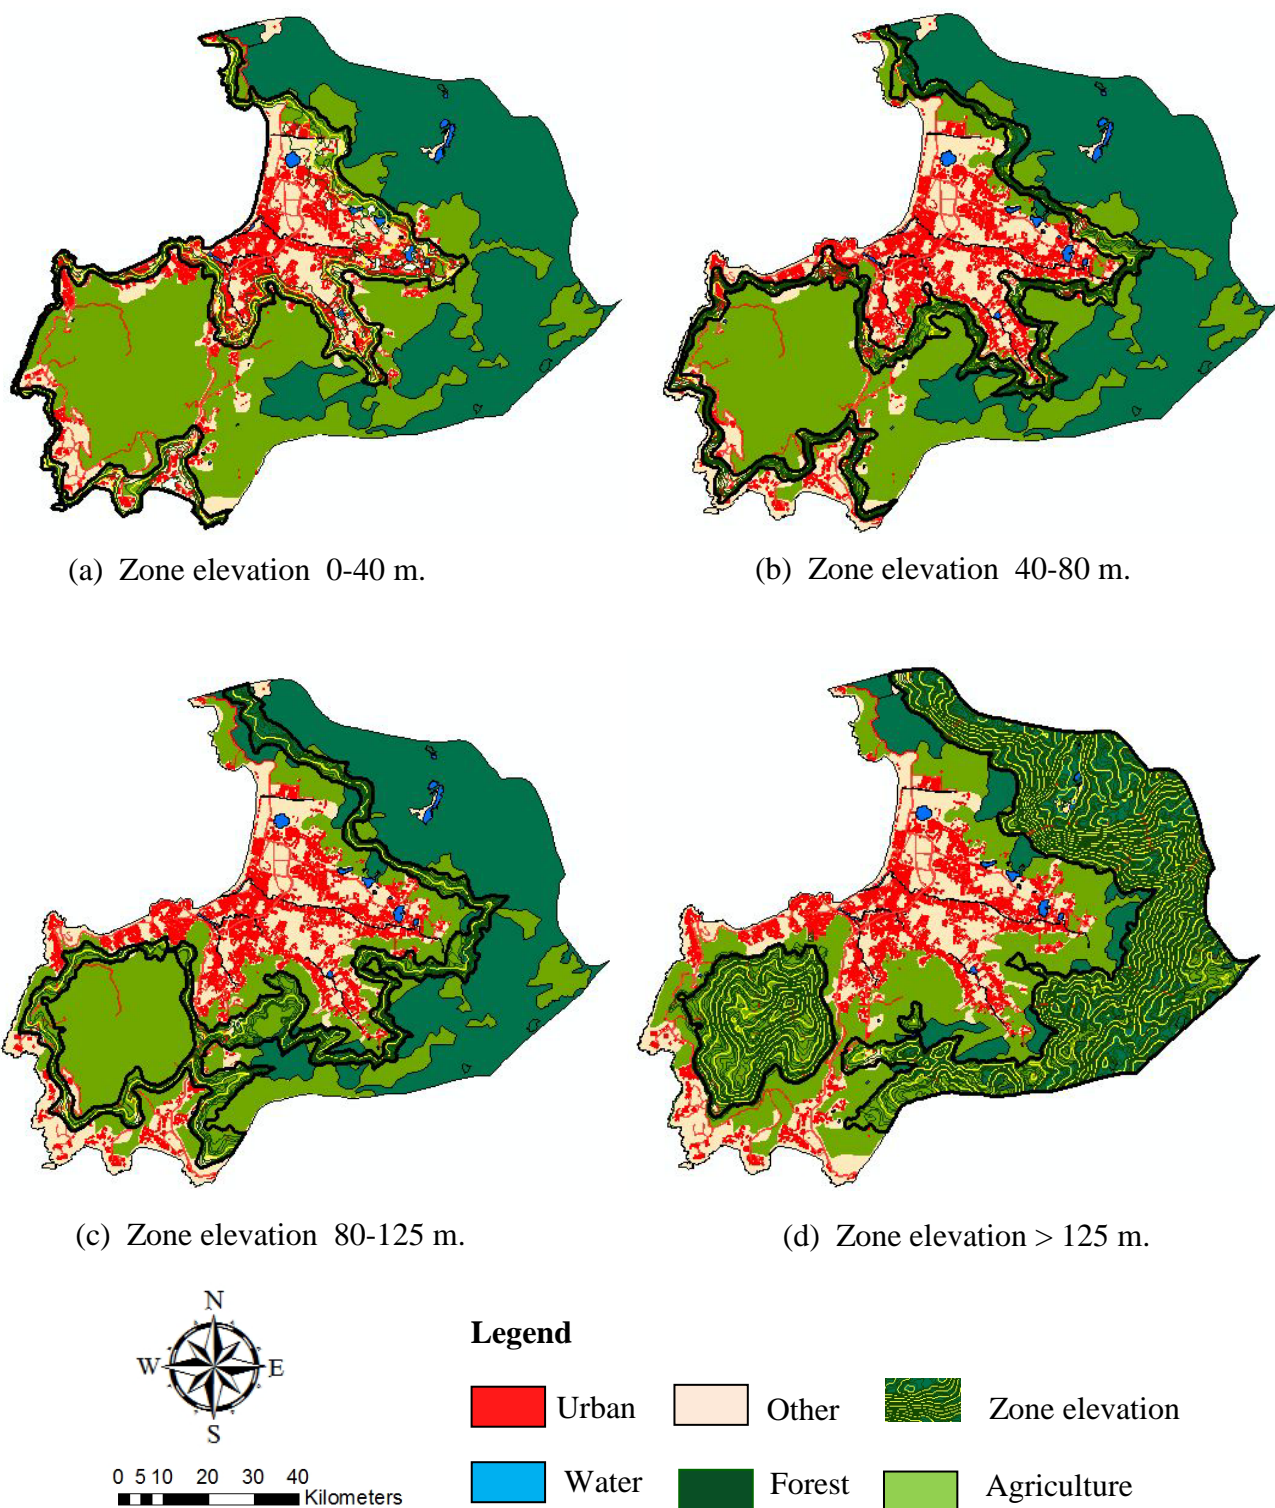 (a) Zone elevation 0-40 m.
(b) Zone elevation 40-80 m.
(c) Zone elevation 80-125 m.
(d) Zone elevation > 125 m.
N
W
E
S
0 5 10 20 30 40
Kilometers
Legend
Urban
Other
Zone elevation
Water
Forest
Agriculture